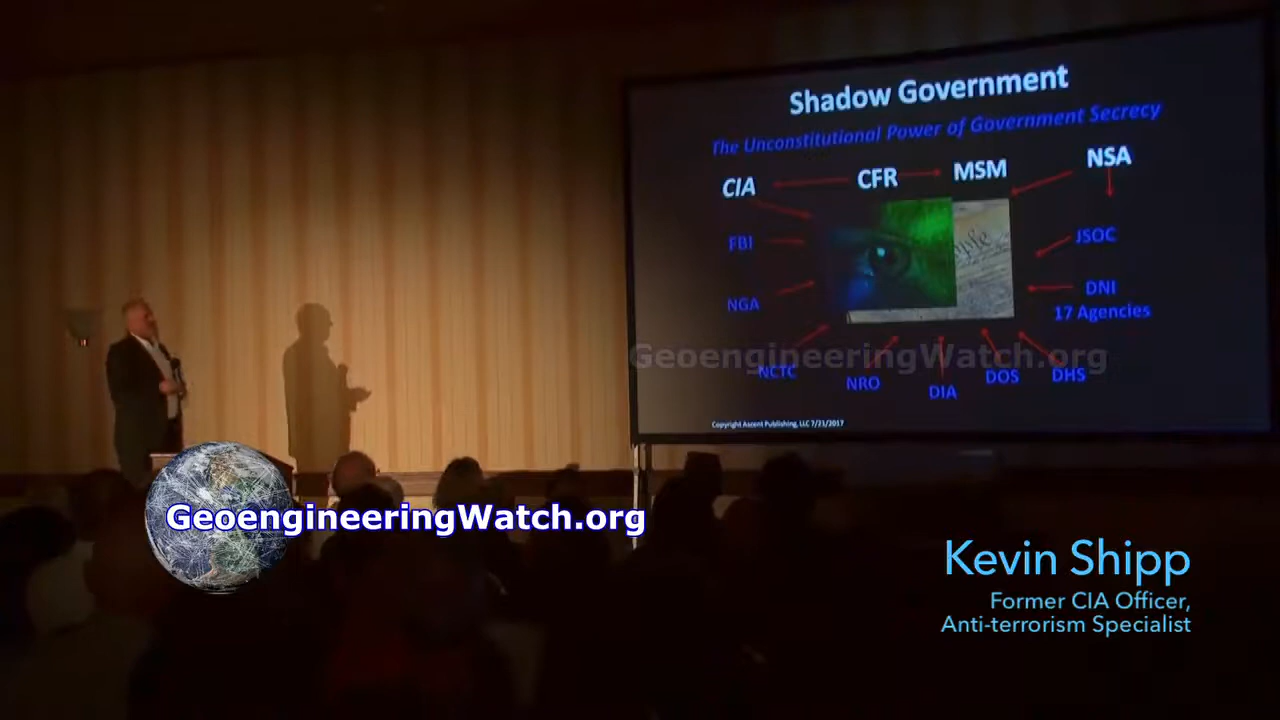 Shadow Government
The Unconstitutional Power of Government Secrecy
CIA CFR MSM NSA
FBI
JSOC
NGA
DNI
17 Agencies
NCTC NRO DIA DOS DHS
GeoengineeringWatch.org
Copyright Ascent Publishing, LLC 7/21/2017
GeoengineeringWatch.org
Kevin Shipp
Former CIA Officer,
Anti-terrorism Specialist